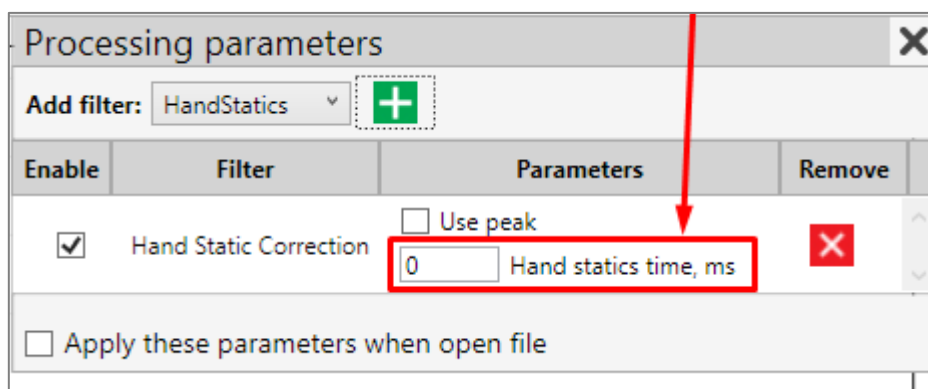 Processing parameters
Add filter: HandStatics
Enable Filter Parameters Remove
Use peak
Hand Static Correction
0 Hand statics time, ms
Apply these parameters when open file